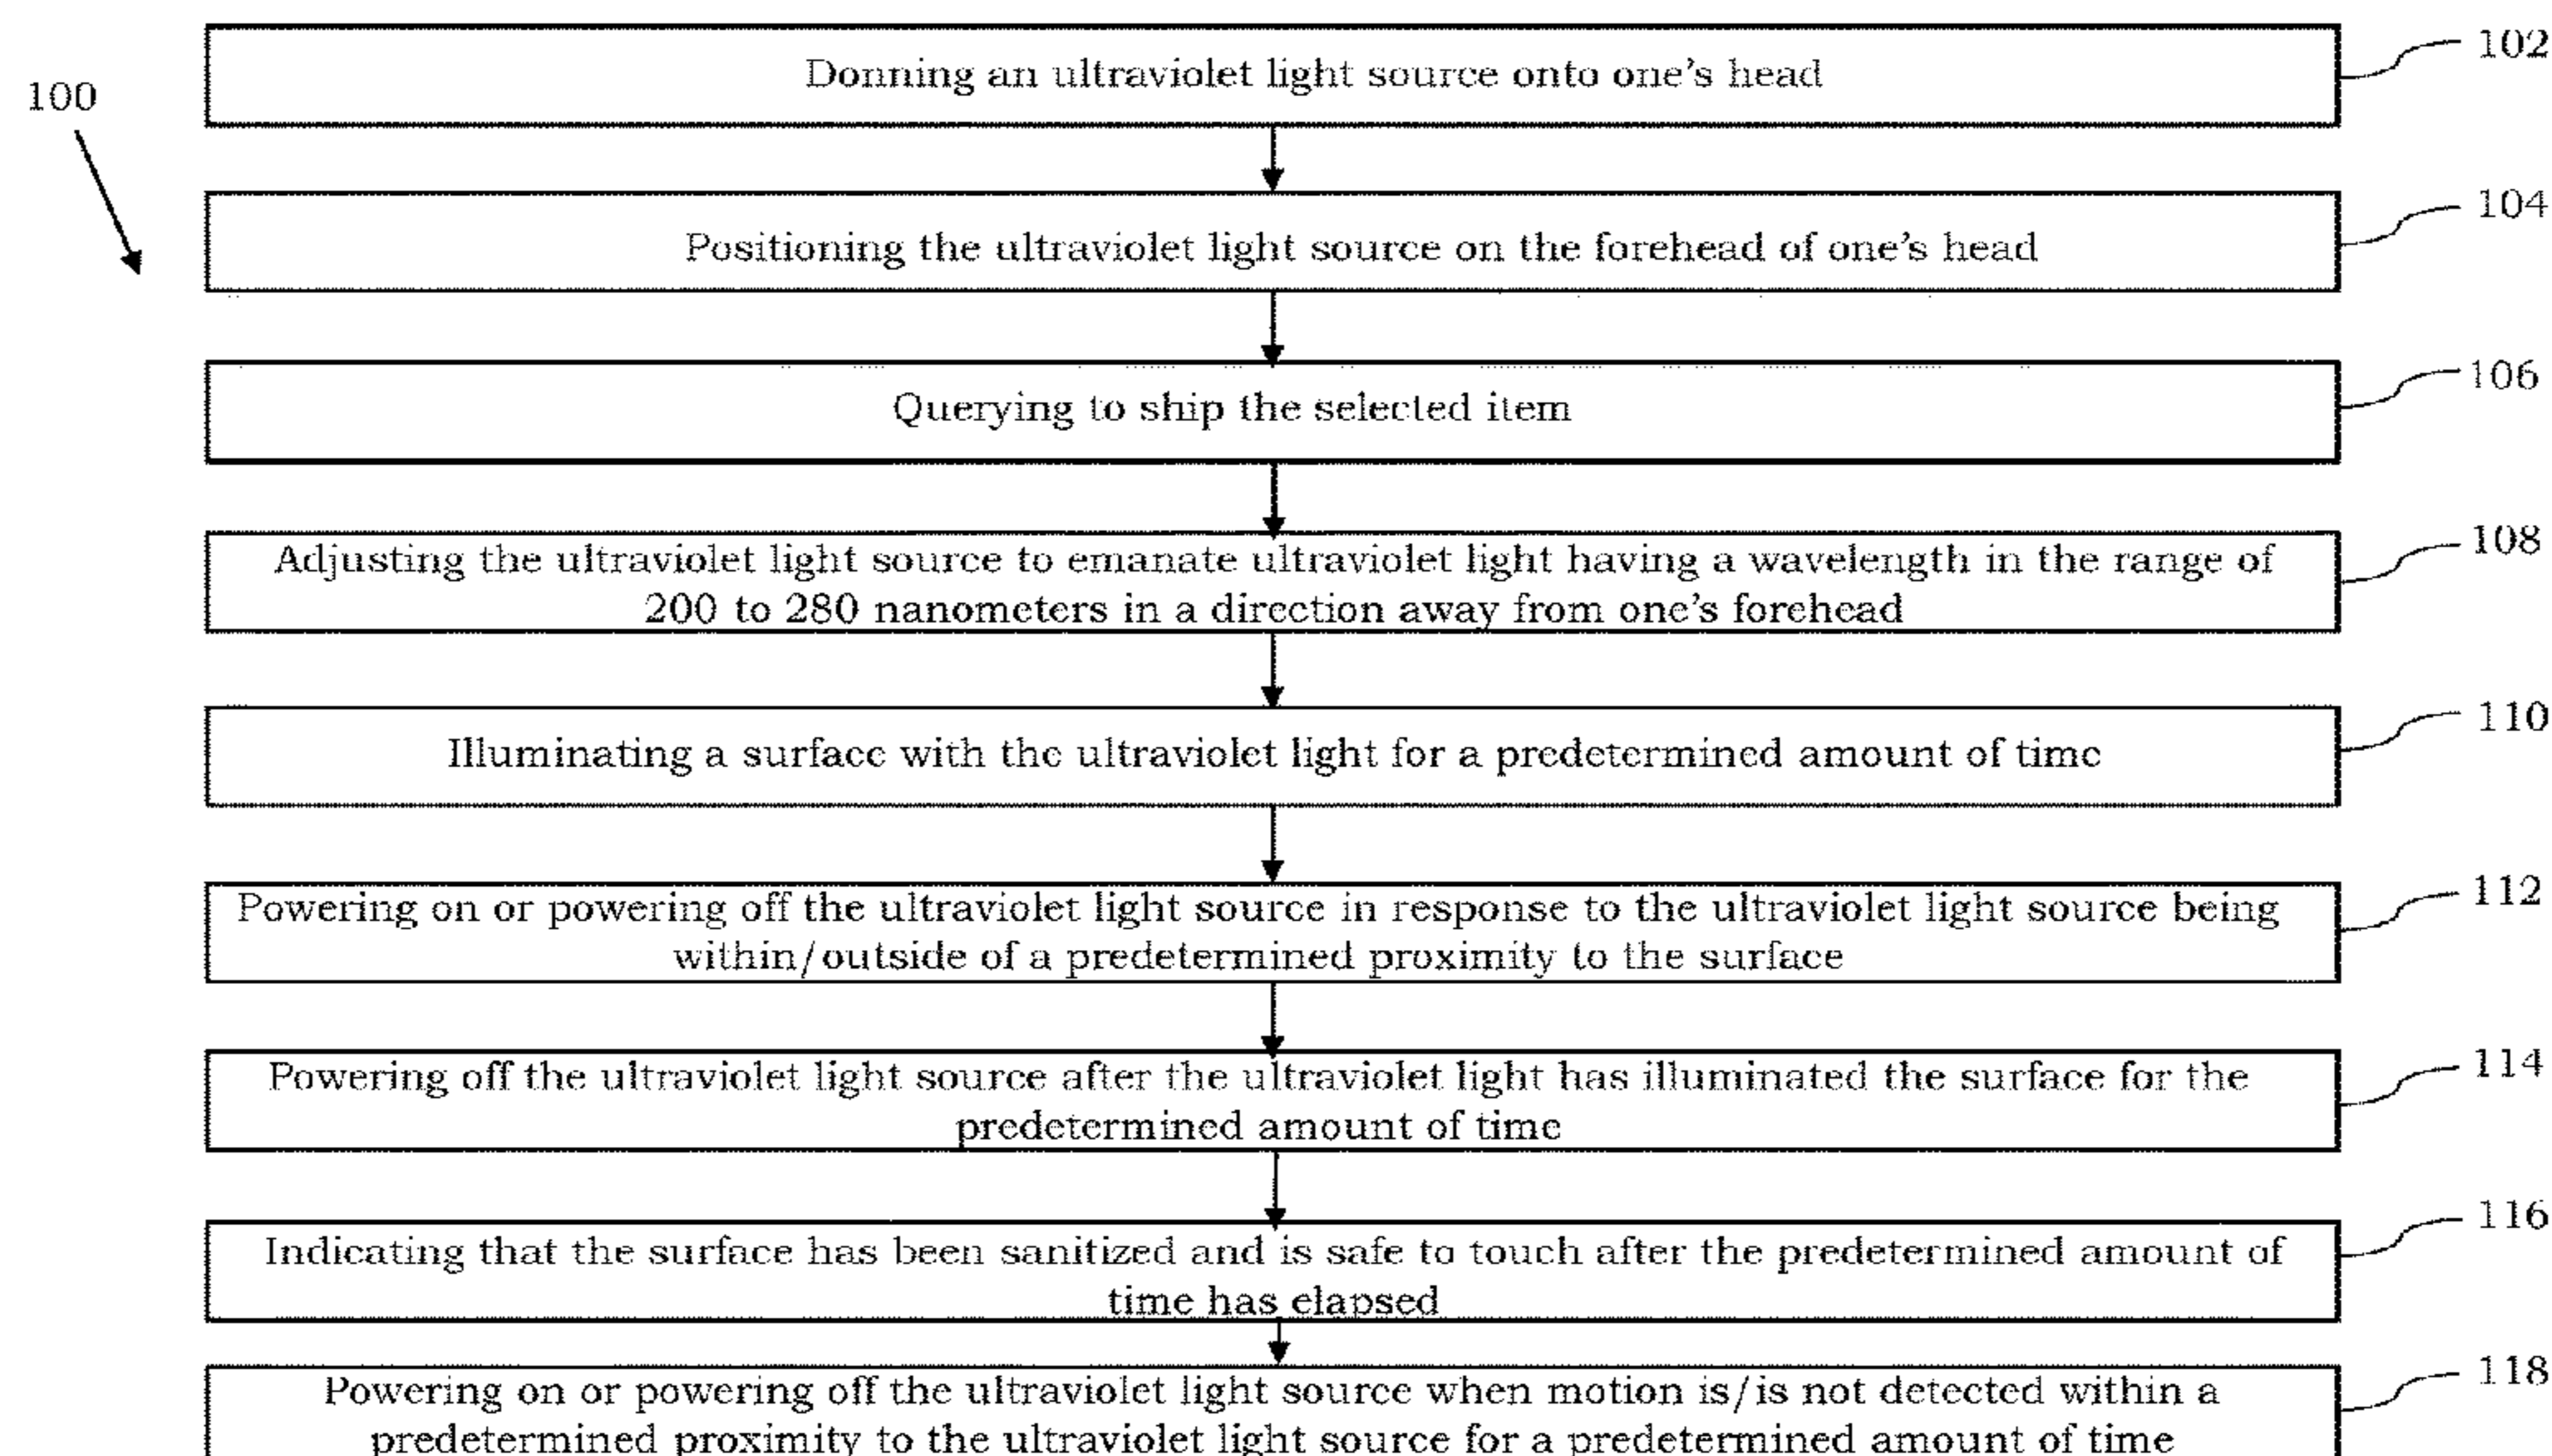 102
Donning an ultraviolet light source onto one's head
100
104
Positioning the ultraviolet light source on the forehead of one's head
106
Querying to ship the selected item
108
Adjusting the ultraviolet light source to emanate ultraviolet light having a wavelength in the range of
200 to 280 nanometers in a direction away from one's forehead
110
Illuminating a surface with the ultraviolet light for a predetermined amount of time
112
Powering on or powering off the ultraviolet light source in response to the ultraviolet light source being
within/outside of a predetermined proximity to the surface
114
Powering off the ultraviolet light source after the ultraviolet light has illuminated the surface for the
predetermined amount of time
116
Indicating that the surface has been sanitized and is safe to touch after the predetermined amount of
time has elapsed
118
Powering on or powering off the ultraviolet light source when motion is/is not detected within a
predetermined proximity to the ultraviolet light source for a predetermined amount of time